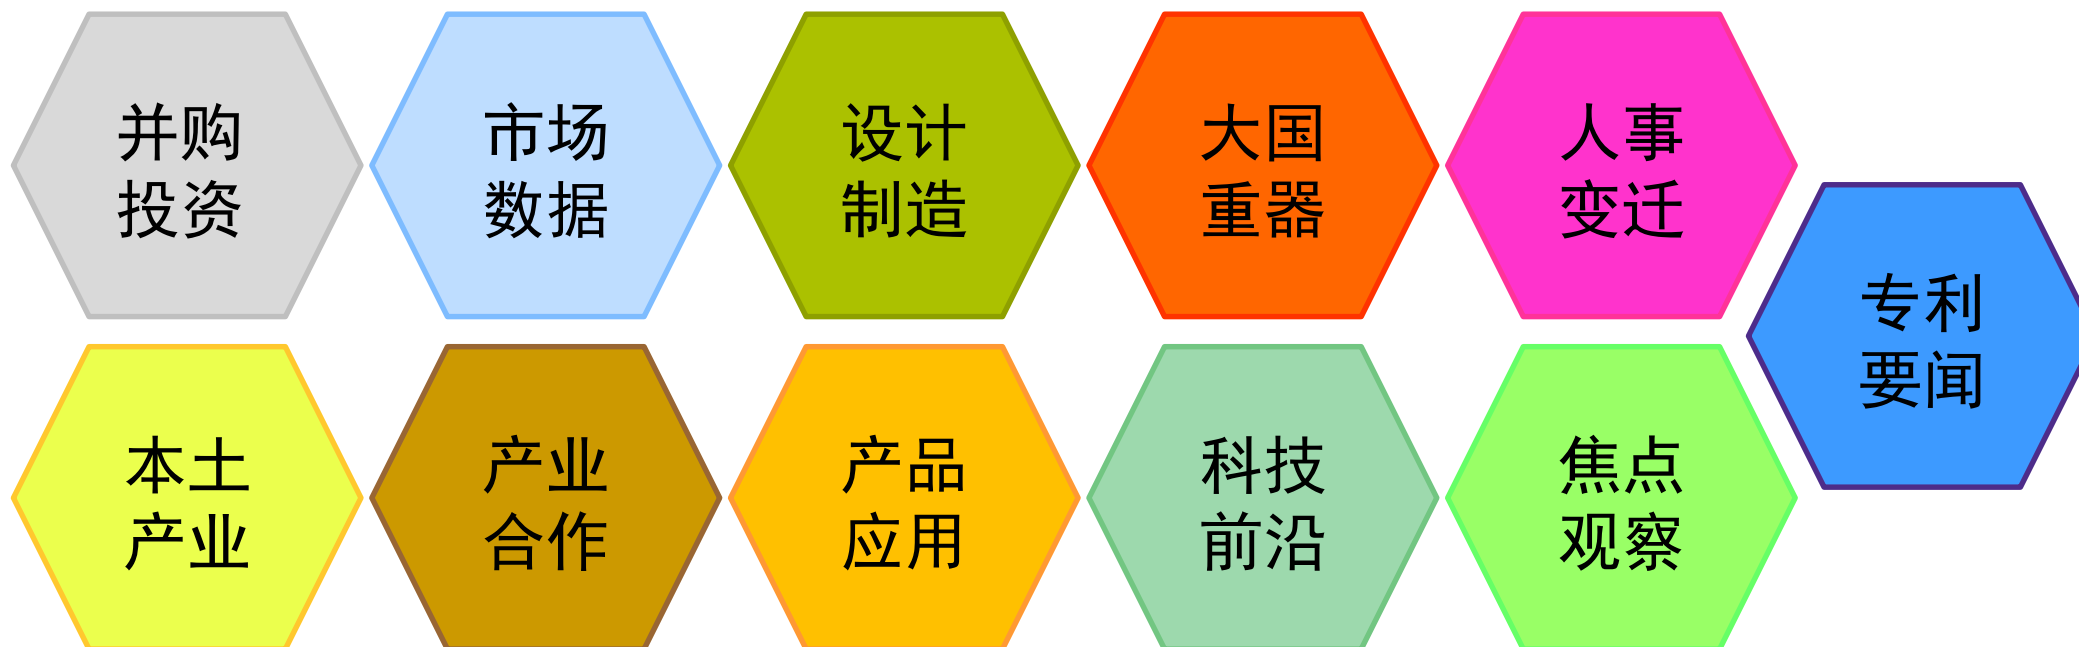 并购
投资
市场
数据
设计
制造
大国
重器
人事
变迁
专利
要闻
本土
产业
产业
合作
产品
应用
科技
前沿
焦点
观察